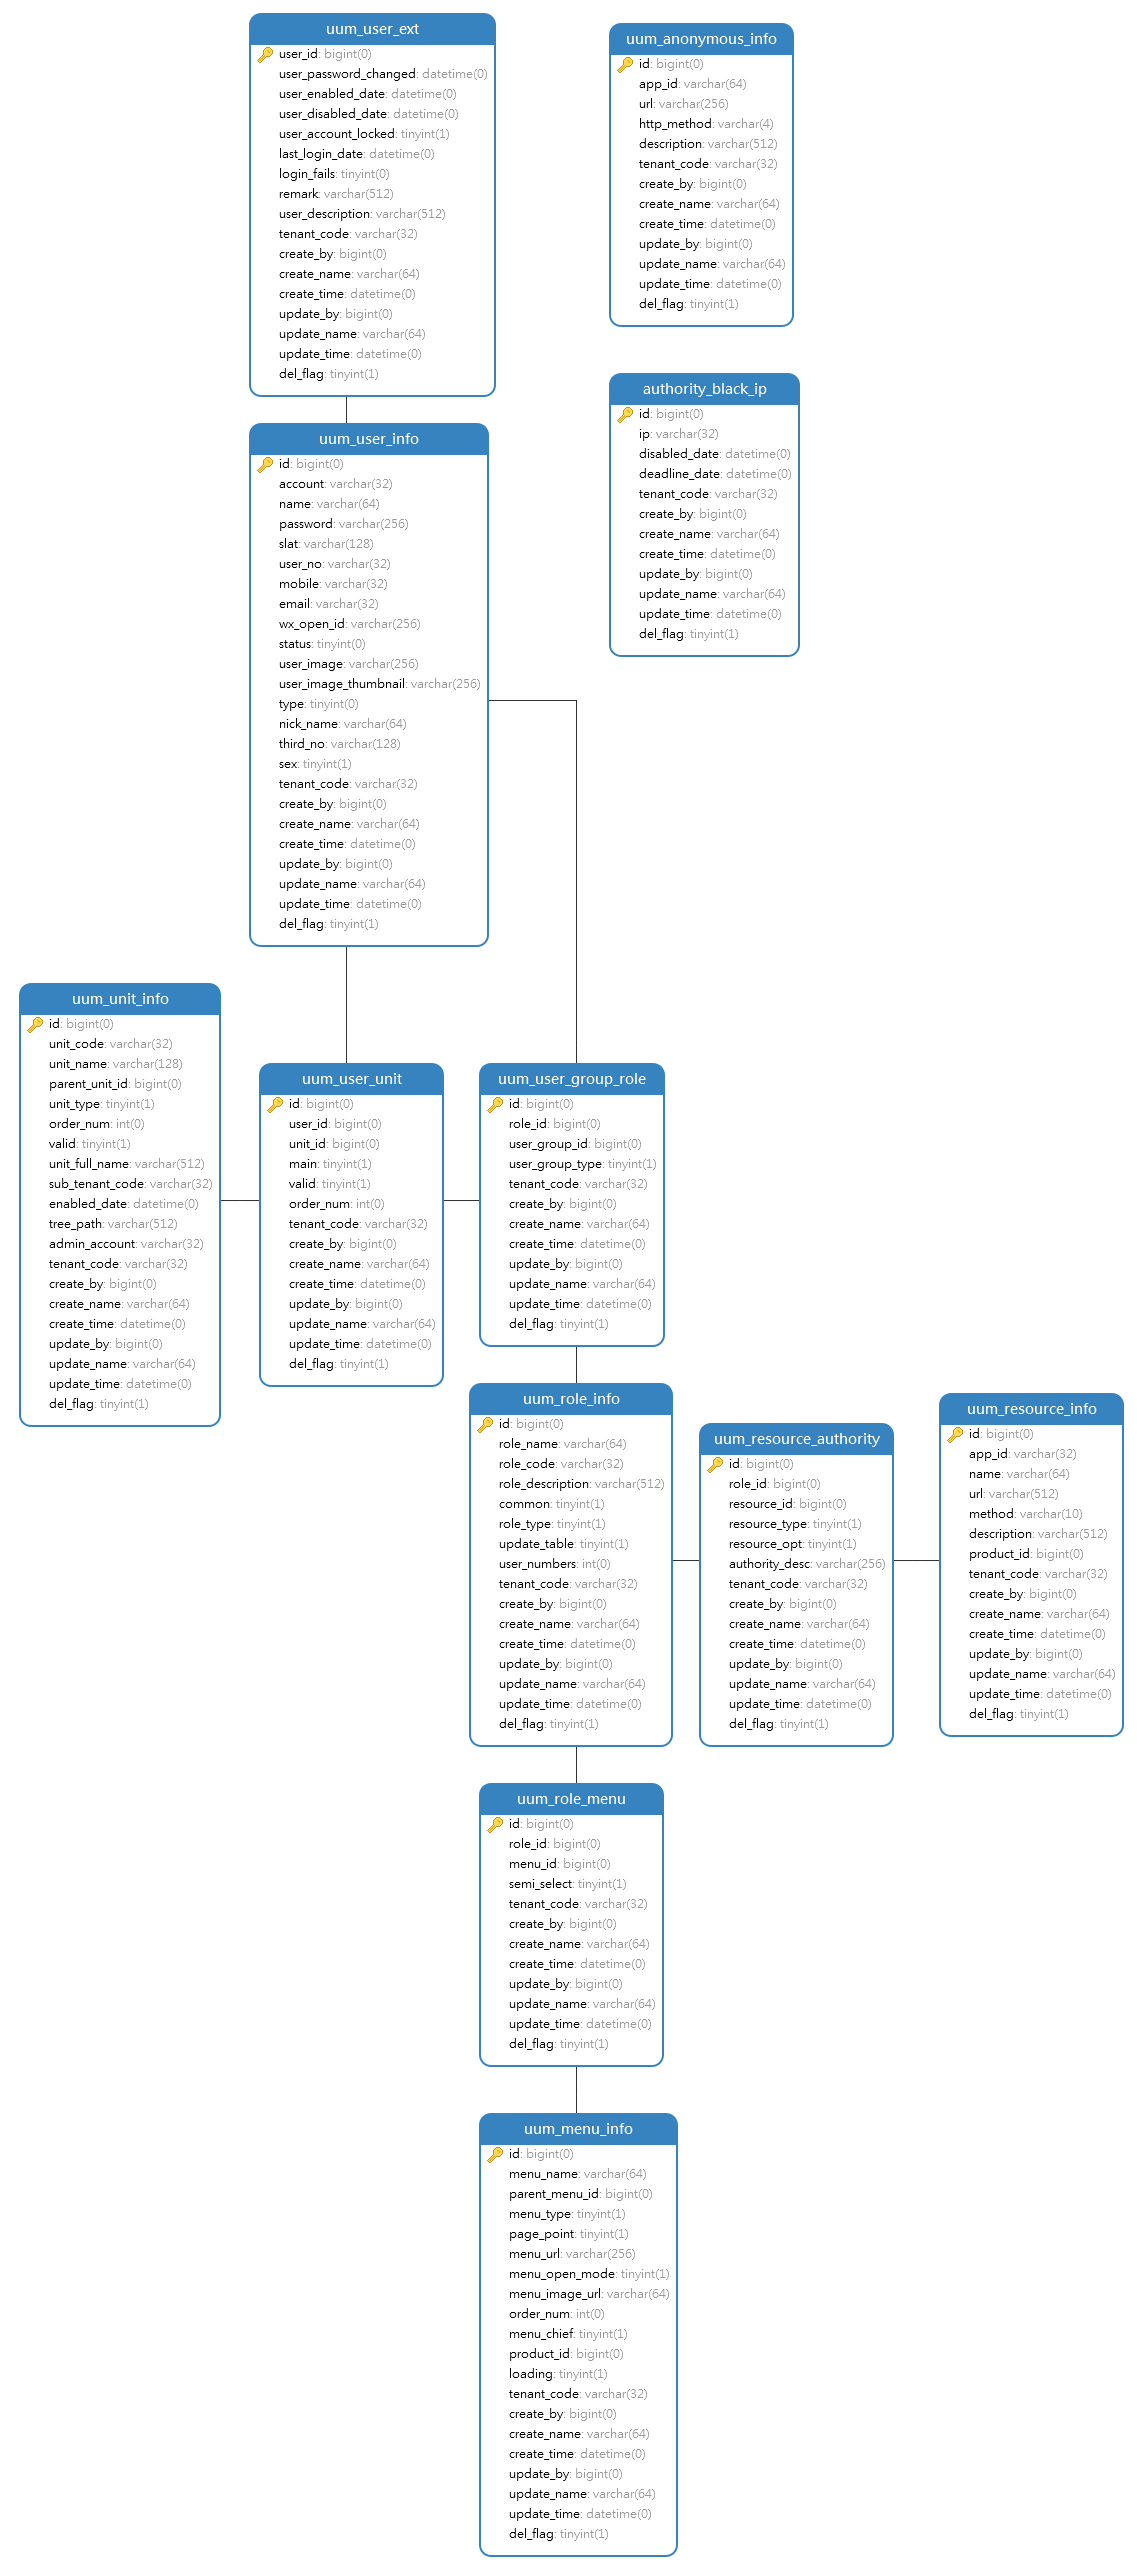 uum_user_ext
user_id: bigint(0)
user_password_changed: datetime(0)
user_enabled_date: datetime(0)
user_disabled_date: datetime(0)
user_account_locked: tinyint(1)
last_login_date: datetime(0)
login_fails: tinyint(0)
remark: varchar(512)
user_description: varchar(512)
tenant_code: varchar(32)
create_by: bigint(0)
create_name: varchar(64)
create_time: datetime(0)
update_by: bigint(0)
update_name: varchar(64)
update_time: datetime(0)
del_flag: tinyint(1)
uum_anonymous_info
id: bigint(0)
app_id: varchar(64)
url: varchar(256)
http_method: varchar(4)
description: varchar(512)
tenant_code: varchar(32)
create_by: bigint(0)
create_name: varchar(64)
create_time: datetime(0)
update_by: bigint(0)
update_name: varchar(64)
update_time: datetime(0)
del_flag: tinyint(1)
authority_black_ip
id: bigint(0)
ip: varchar(32)
disabled_date: datetime(0)
deadline_date: datetime(0)
tenant_code: varchar(32)
create_by: bigint(0)
create_name: varchar(64)
create_time: datetime(0)
update_by: bigint(0)
update_name: varchar(64)
update_time: datetime(0)
del_flag: tinyint(1)
uum_user_info
id: bigint(0)
account: varchar(32)
name: varchar(64)
password: varchar(256)
slat: varchar(128)
user_no: varchar(32)
mobile: varchar(32)
email: varchar(32)
wx_open_id: varchar(256)
status: tinyint(0)
user_image: varchar(256)
user_image_thumbnail: varchar(256)
type: tinyint(0)
nick_name: varchar(64)
third_no: varchar(128)
sex: tinyint(1)
tenant_code: varchar(32)
create_by: bigint(0)
create_name: varchar(64)
create_time: datetime(0)
update_by: bigint(0)
update_name: varchar(64)
update_time: datetime(0)
del_flag: tinyint(1)
uum_unit_info
id: bigint(0)
unit_code: varchar(32)
unit_name: varchar(128)
parent_unit_id: bigint(0)
unit_type: tinyint(1)
order_num: int(0)
valid: tinyint(1)
unit_full_name: varchar(512)
sub_tenant_code: varchar(32)
enabled_date: datetime(0)
tree_path: varchar(512)
admin_account: varchar(32)
tenant_code: varchar(32)
create_by: bigint(0)
create_name: varchar(64)
create_time: datetime(0)
update_by: bigint(0)
update_name: varchar(64)
update_time: datetime(0)
del_flag: tinyint(1)
uum_user_unit
id: bigint(0)
user_id: bigint(0)
unit_id: bigint(0)
main: tinyint(1)
valid: tinyint(1)
order_num: int(0)
tenant_code: varchar(32)
create_by: bigint(0)
create_name: varchar(64)
create_time: datetime(0)
update_by: bigint(0)
update_name: varchar(64)
update_time: datetime(0)
del_flag: tinyint(1)
uum_user_group_role
id: bigint(0)
role_id: bigint(0)
user_group_id: bigint(0)
user_group_type: tinyint(1)
tenant_code: varchar(32)
create_by: bigint(0)
create_name: varchar(64)
create_time: datetime(0)
update_by: bigint(0)
update_name: varchar(64)
update_time: datetime(0)
del_flag: tinyint(1)
uum_role_info
id: bigint(0)
role_name: varchar(64)
role_code: varchar(32)
role_description: varchar(512)
common: tinyint(1)
role_type: tinyint(1)
update_table: tinyint(1)
user_numbers: int(0)
tenant_code: varchar(32)
create_by: bigint(0)
create_name: varchar(64)
create_time: datetime(0)
update_by: bigint(0)
update_name: varchar(64)
update_time: datetime(0)
del_flag: tinyint(1)
uum_resource_authority
id: bigint(0)
role_id: bigint(0)
resource_id: bigint(0)
resource_type: tinyint(1)
resource_opt: tinyint(1)
authority_desc: varchar(256)
tenant_code: varchar(32)
create_by: bigint(0)
create_name: varchar(64)
create_time: datetime(0)
update_by: bigint(0)
update_name: varchar(64)
update_time: datetime(0)
del_flag: tinyint(1)
uum_resource_info
id: bigint(0)
app_id: varchar(32)
name: varchar(64)
url: varchar(512)
method: varchar(10)
description: varchar(512)
product_id: bigint(0)
tenant_code: varchar(32)
create_by: bigint(0)
create_name: varchar(64)
create_time: datetime(0)
update_by: bigint(0)
update_name: varchar(64)
update_time: datetime(0)
del_flag: tinyint(1)
uum_role_menu
id: bigint(0)
role_id: bigint(0)
menu_id: bigint(0)
semi_select: tinyint(1)
tenant_code: varchar(32)
create_by: bigint(0)
create_name: varchar(64)
create_time: datetime(0)
update_by: bigint(0)
update_name: varchar(64)
update_time: datetime(0)
del_flag: tinyint(1)
uum_menu_info
id: bigint(0)
menu_name: varchar(64)
parent_menu_id: bigint(0)
menu_type: tinyint(1)
page_point: tinyint(1)
menu_url: varchar(256)
menu_open_mode: tinyint(1)
menu_image_url: varchar(64)
order_num: int(0)
menu_chief: tinyint(1)
product_id: bigint(0)
loading: tinyint(1)
tenant_code: varchar(32)
create_by: bigint(0)
create_name: varchar(64)
create_time: datetime(0)
update_by: bigint(0)
update_name: varchar(64)
update_time: datetime(0)
del_flag: tinyint(1)